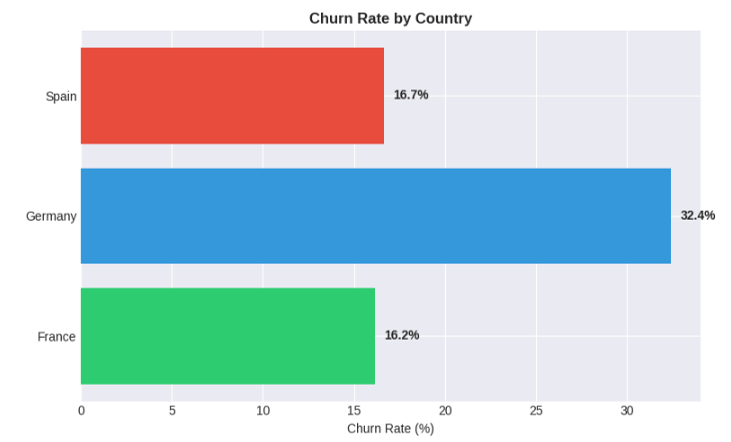 Churn Rate by Country
Spain
16.7%
Germany
32.4%
France
16.2%
0 5 10 15 20 25 30
Churn Rate (%)